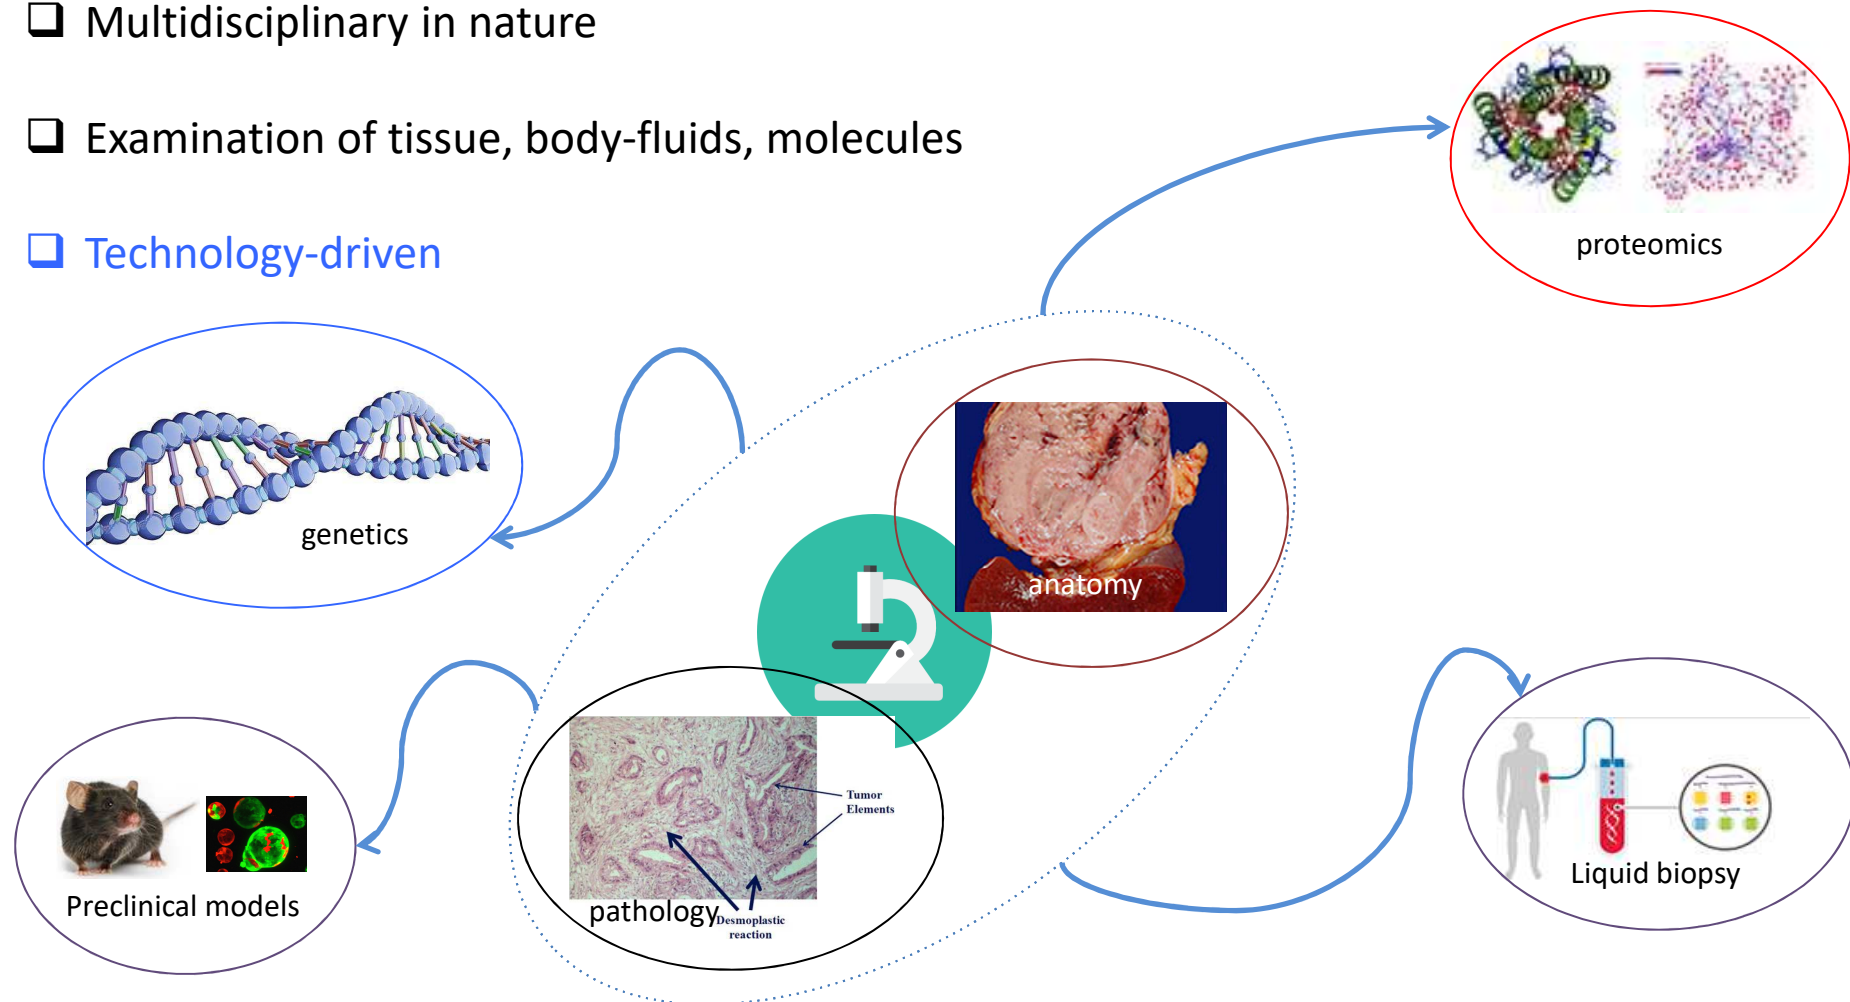 Multidisciplinary in nature
Examination of tissue, body-fluids, molecules
Technology-driven
proteomics
genetics
anatomy
Tumor
Elements
Preclinical models
pathology
Desmoplastic
reaction
Liquid biopsy